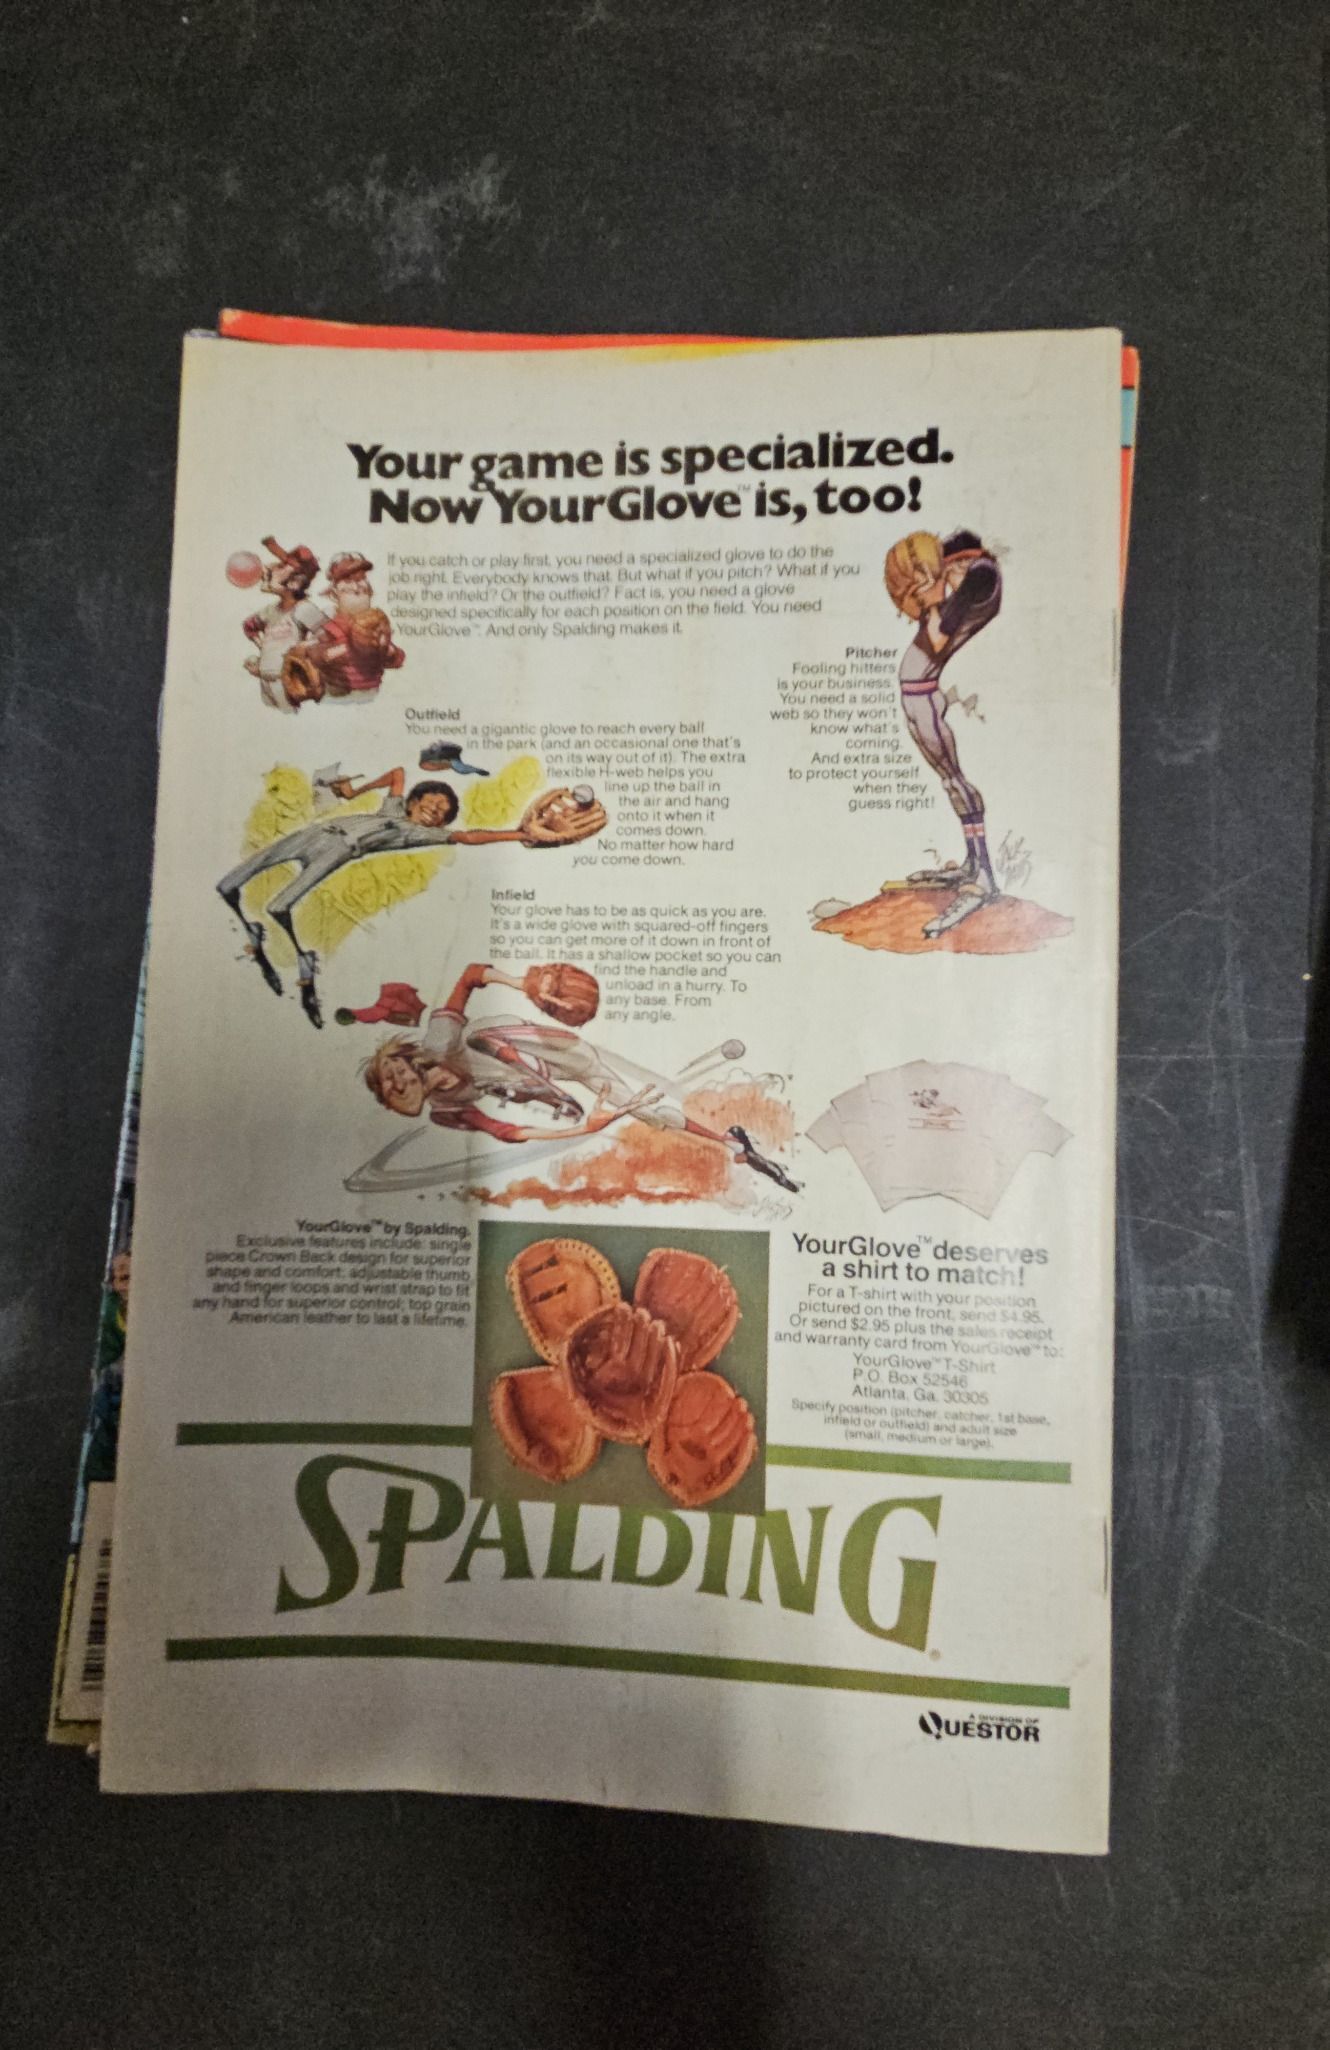 Your game is specialized.
Now YourGlove™ is, too!
If you catch or play first, you need a specialized glove to do the
job right. Everybody knows that. But what if you pitch? What if you
play the infield? Or the outfield? Fact is, you need a glove
designed specifically for each position on the field. You need
YourGlove™. And only Spalding makes it.
Pitcher
Fooling hitters
is your business.
You need a solid
web so they won't
know what's
coming.
And extra size
to protect yourself
when they
guess right!
Outfield
You need a gigantic glove to reach every ball
in the park (and an occasional one that's
on its way out of it). The extra
flexible H-web helps you
line up the ball in
the air and hang
onto it when it
comes down.
No matter how hard
you come down.
Infield
Your glove has to be as quick as you are.
It's a wide glove with squared-off fingers
so you can get more of it down in front of
the ball. It has a shallow pocket so you can
find the handle and
unload in a hurry. To
any base. From
any angle.
YourGlove™ by Spalding.
Exclusive features include: single
piece Crown Back design for superior
shape and comfort; adjustable thumb
and finger loops and wrist strap to fit
any hand for superior control; top grain
American leather to last a lifetime.
YourGlove™ deserves
a shirt to match!
For a T-shirt with your position
pictured on the front, send $4.95.
Or send $2.95 plus the sales receipt
and warranty card from YourGlove™ to:
YourGlove™ T-Shirt
P.O. Box 52546
Atlanta, Ga. 30305
Specify position (pitcher, catcher, 1st base,
infield or outfield) and adult size
(small, medium or large).
SPALDING®
A DIVISION OF
QUESTOR